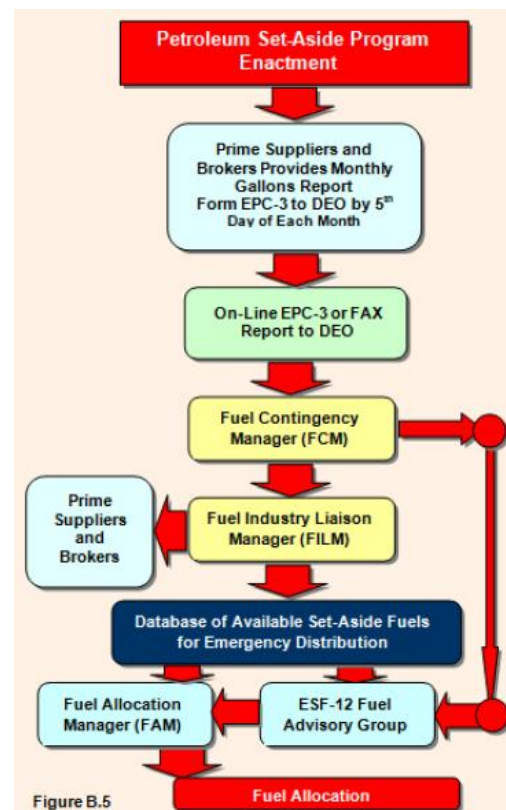 Petroleum Set-Aside Program
Enactment
Prime Suppliers and
Brokers Provides Monthly
Gallons Report
Form EPC-3 to DEO by 5th
Day of Each Month
On-Line EPC-3 or FAX
Report to DEO
Fuel Contingency
Manager (FCM)
Prime
Suppliers
and
Brokers
Fuel Industry Liaison
Manager (FILM)
Database of Available Set-Aside Fuels
for Emergency Distribution
Fuel Allocation
Manager (FAM)
ESF-12 Fuel
Advisory Group
Fuel Allocation
Figure B.5